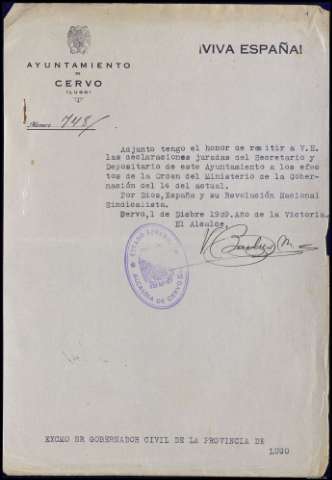 ¡VIVA ESPAÑA!
AYUNTAMIENTO
DE
CERVO
(LUGO)
Número 748/
Adjunto tengo el honor de remitir a V.E.
las declaraciones juradas del Secretario y
Depositario de este Ayuntamiento a los efec
tos de la Orden del Ministerio de la Gober-
nación del 14 del actual.
Por Dios, España y su Revolución Nacional
Sindicalista.
Cervo, 1 de Dicbre 1939. Año de la Victoria.
El Alcalde,
ALCALDIA DE CERVO
EXCMO SR GOBERNADOR CIVIL DE LA PROVINCIA DE
LUGO